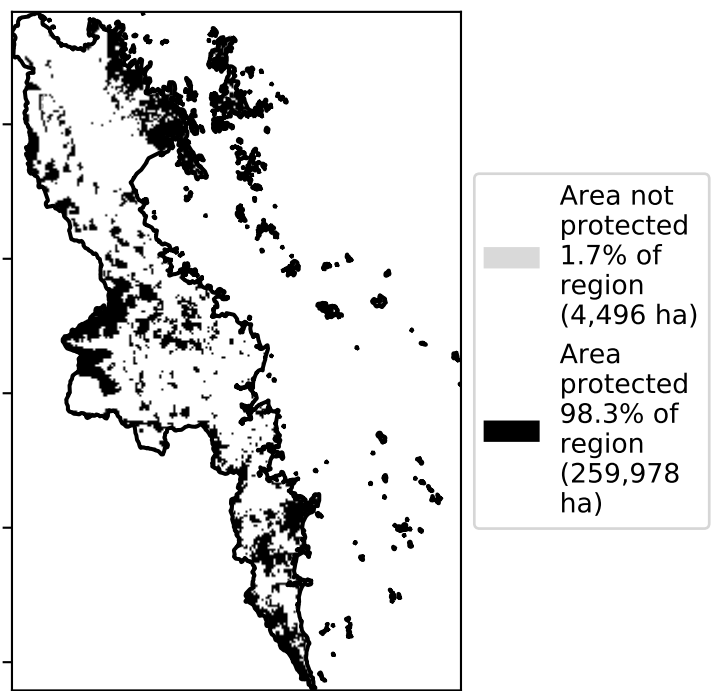 Area not
protected
1.7% of
region
(4,496 ha)
Area
protected
98.3% of
region
(259,978
ha)